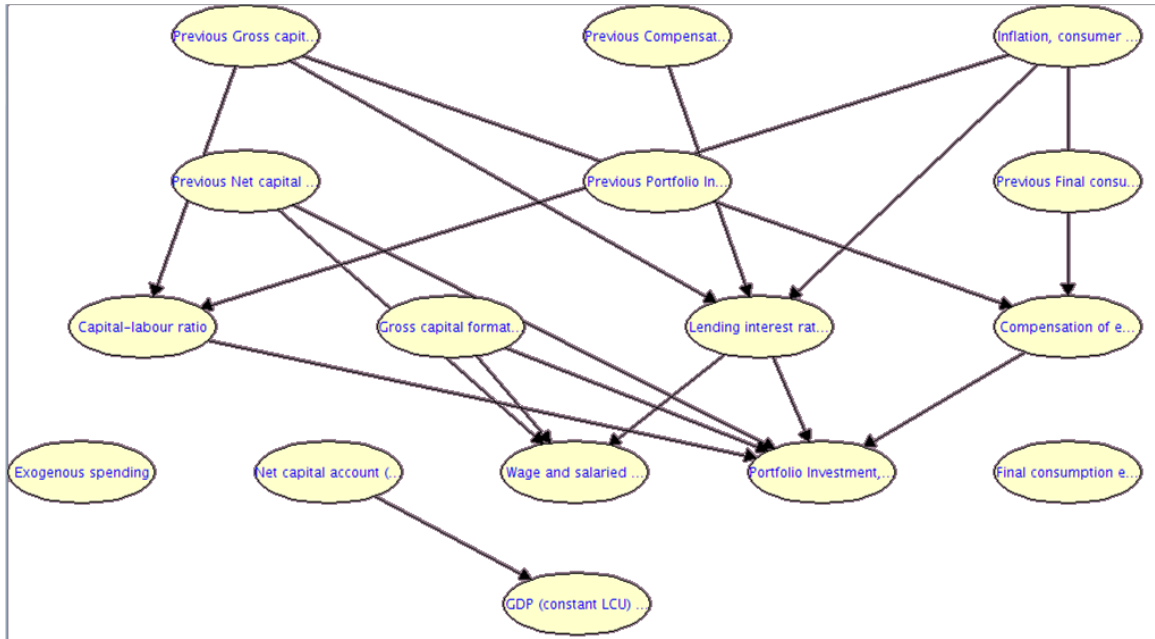 Previous Gross capit...
Previous Compensat...
Inflation, consumer ...
Previous Net capital ...
Previous Portfolio In...
Previous Final consu...
Capital-labour ratio
Gross capital format...
Lending interest rat...
Compensation of e...
Exogenous spending
Net capital account (...
Wage and salaried ...
Portfolio Investment,...
Final consumption e...
GDP (constant LCU) ...